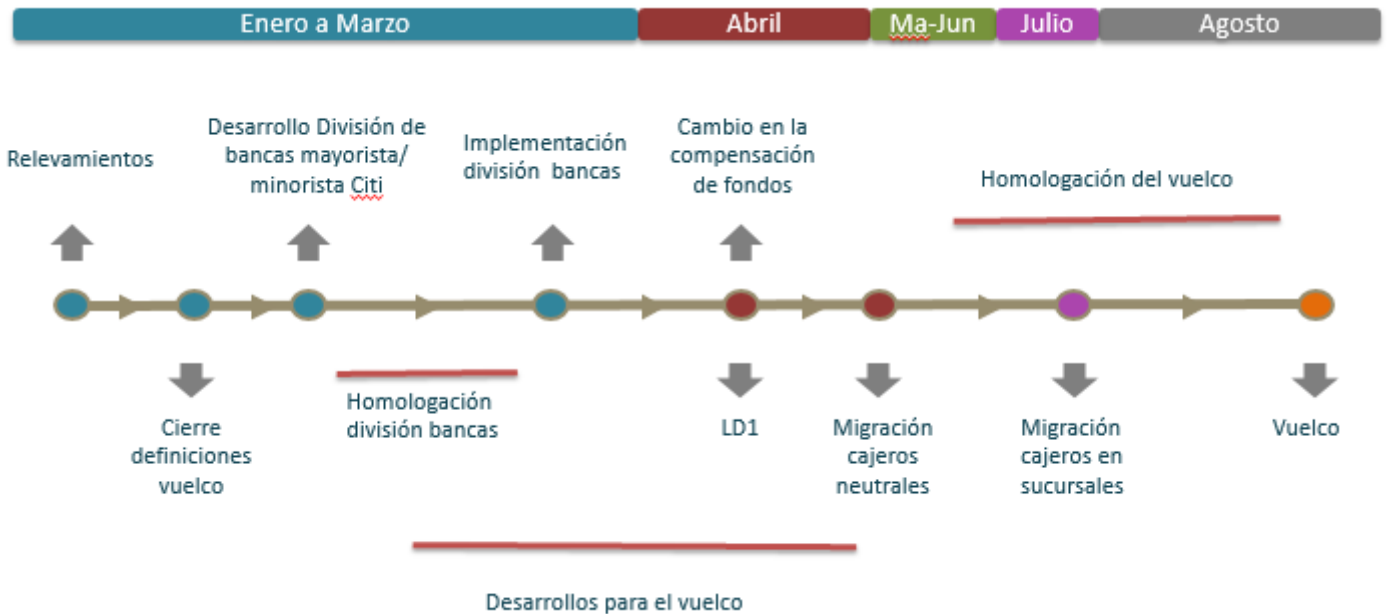 Enero a Marzo
Abril
Ma-Jun
Julio
Agosto
Relevamientos
Desarrollo División de
bancas mayorista/
minorista Citi
Implementación
división bancas
Cambio en la
compensación
de fondos
Homologación del vuelco
Cierre
definiciones
vuelco
Homologación
división bancas
LD1
Migración
cajeros
neutrales
Migración
cajeros en
sucursales
Vuelco
Desarrollos para el vuelco